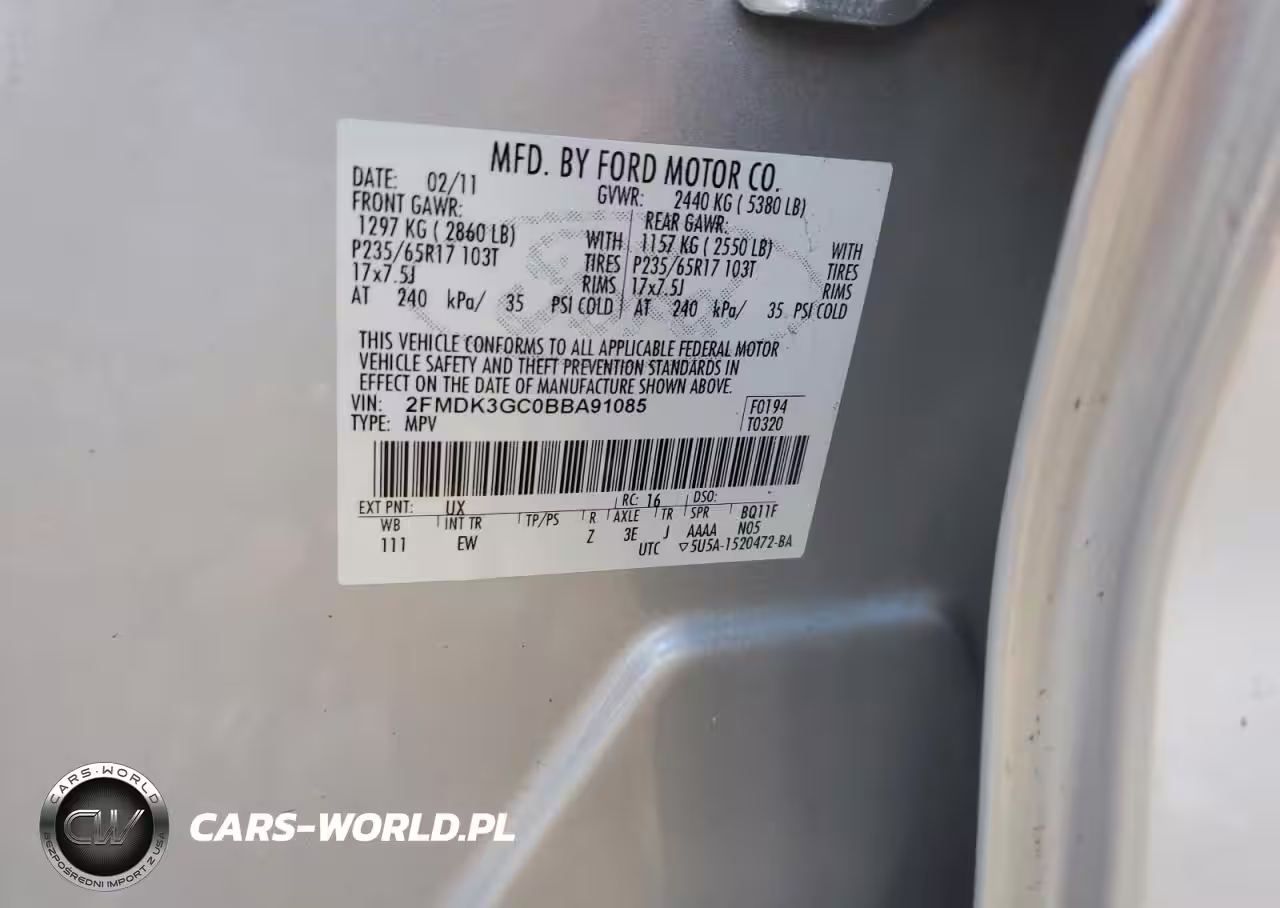 MFD. BY FORD MOTOR CO.
DATE: 02/11 GVWR: 2440 KG ( 5380 LB)
FRONT GAWR: REAR GAWR:
1297 KG ( 2860 LB) WITH 1157 KG ( 2550 LB) WITH
P235/65R17 103T TIRES P235/65R17 103T TIRES
17x7.5J RIMS 17x7.5J RIMS
AT 240 kPa/ 35 PSI COLD AT 240 kPa/ 35 PSI COLD
THIS VEHICLE CONFORMS TO ALL APPLICABLE FEDERAL MOTOR
VEHICLE SAFETY AND THEFT PREVENTION STANDARDS IN
EFFECT ON THE DATE OF MANUFACTURE SHOWN ABOVE.
VIN: 2FMDK3GC0BBA91085 F0194
TYPE: MPV T0320
EXT PNT: UX RC: 16 DSO:
WB INT TR TP/PS R AXLE TR SPR BQ11F
111 EW Z 3E J AAAA N05
UTC ▽5U5A-1520472-BA
CARS-WORLD
CW
BEZPOŚREDNI IMPORT Z USA
CARS-WORLD.PL